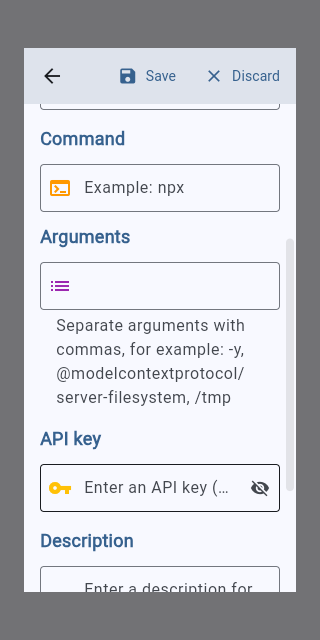 Save
Discard
Command
Example: npx
Arguments
Separate arguments with
commas, for example: -y,
@modelcontextprotocol/
server-filesystem, /tmp
API key
Enter an API key (…
Description
Enter a description for